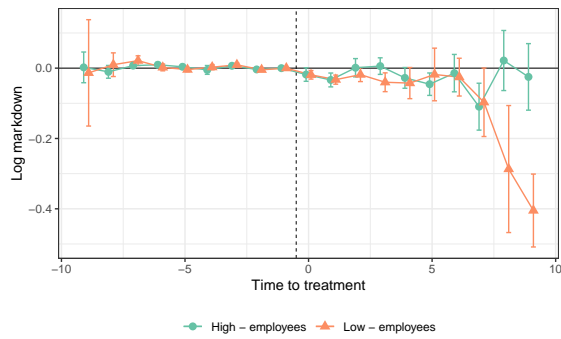 0.0
−0.2
−0.4
Log markdown
−10
−5
0
5
10
Time to treatment
High − employees
Low − employees